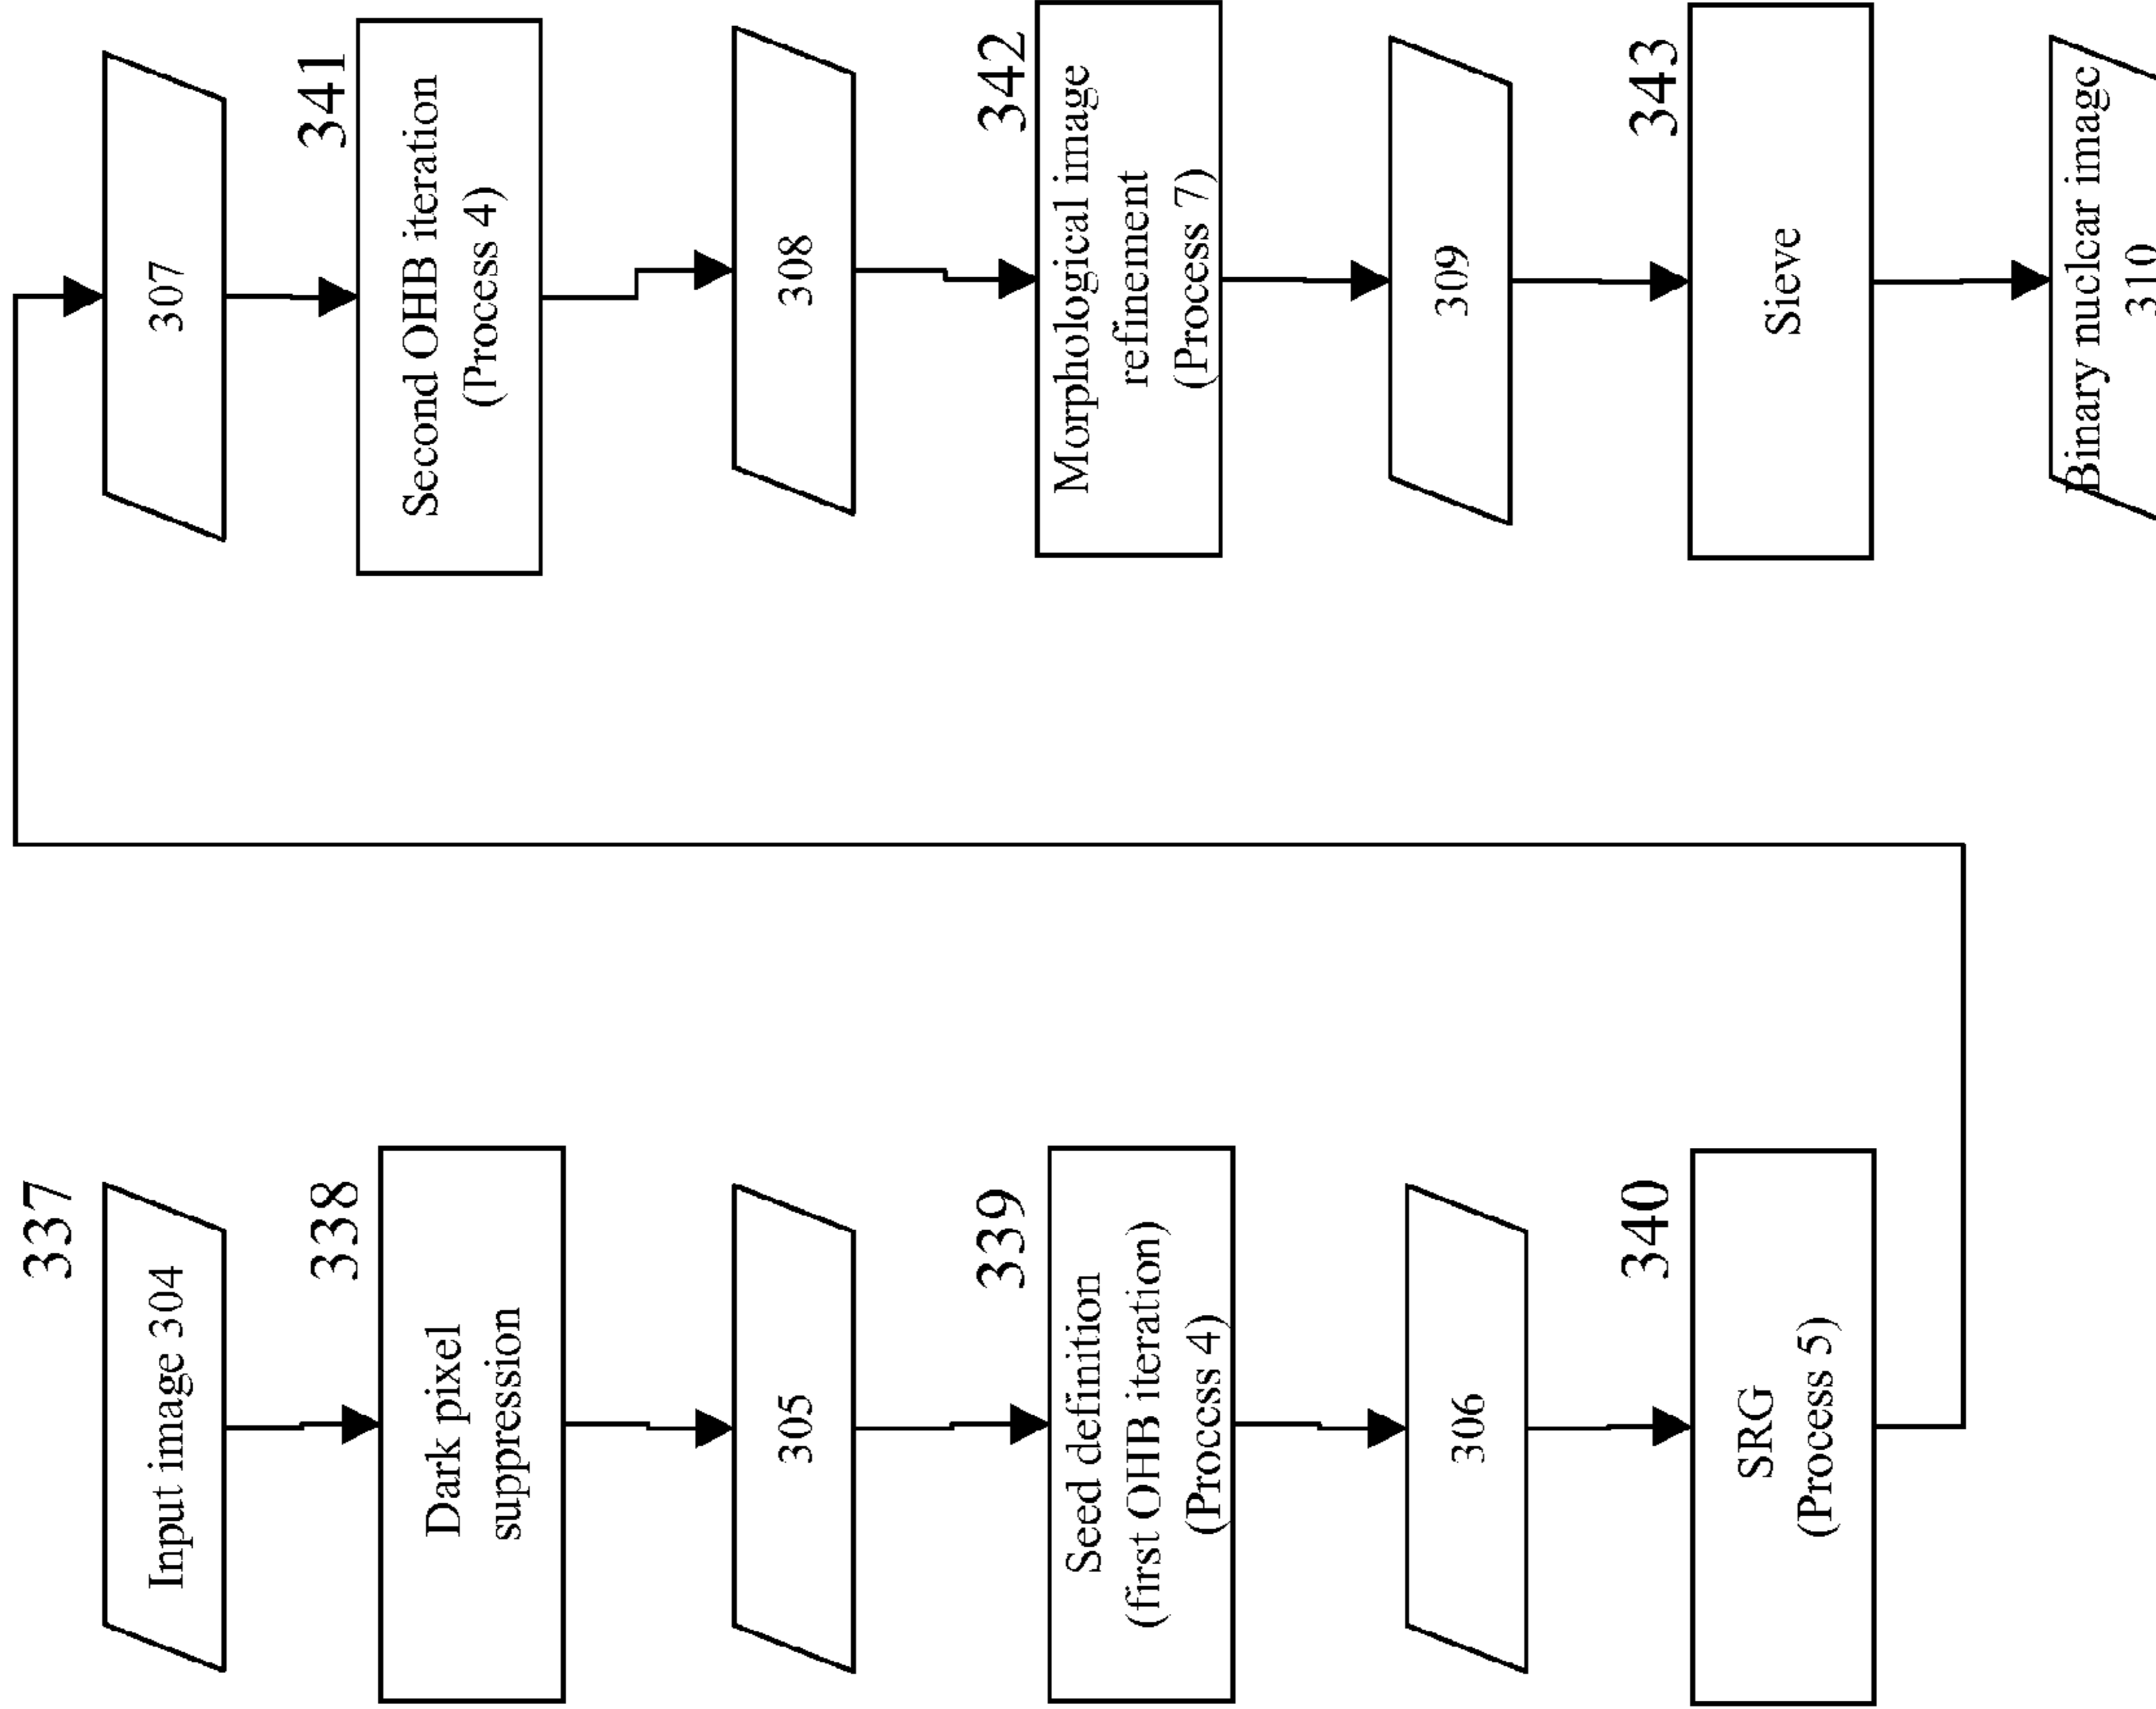 337
Input image 304
338
Dark pixel
suppression
305
339
Seed definition
(first OHB iteration)
(Process 4)
306
340
SRG
(Process 5)
307
341
Second OHB iteration
(Process 4)
308
342
Morphological image
refinement
(Process 7)
309
343
Sieve
Binary nuclear image
310